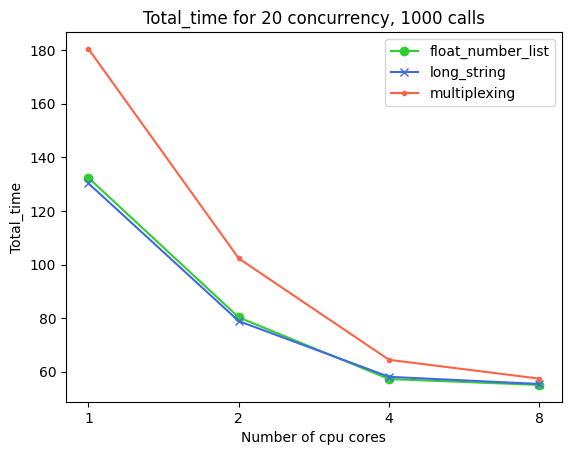 Total_time for 20 concurrency, 1000 calls
float_number_list
long_string
multiplexing
Total_time
180
160
140
120
100
80
60
1 2 4 8
Number of cpu cores